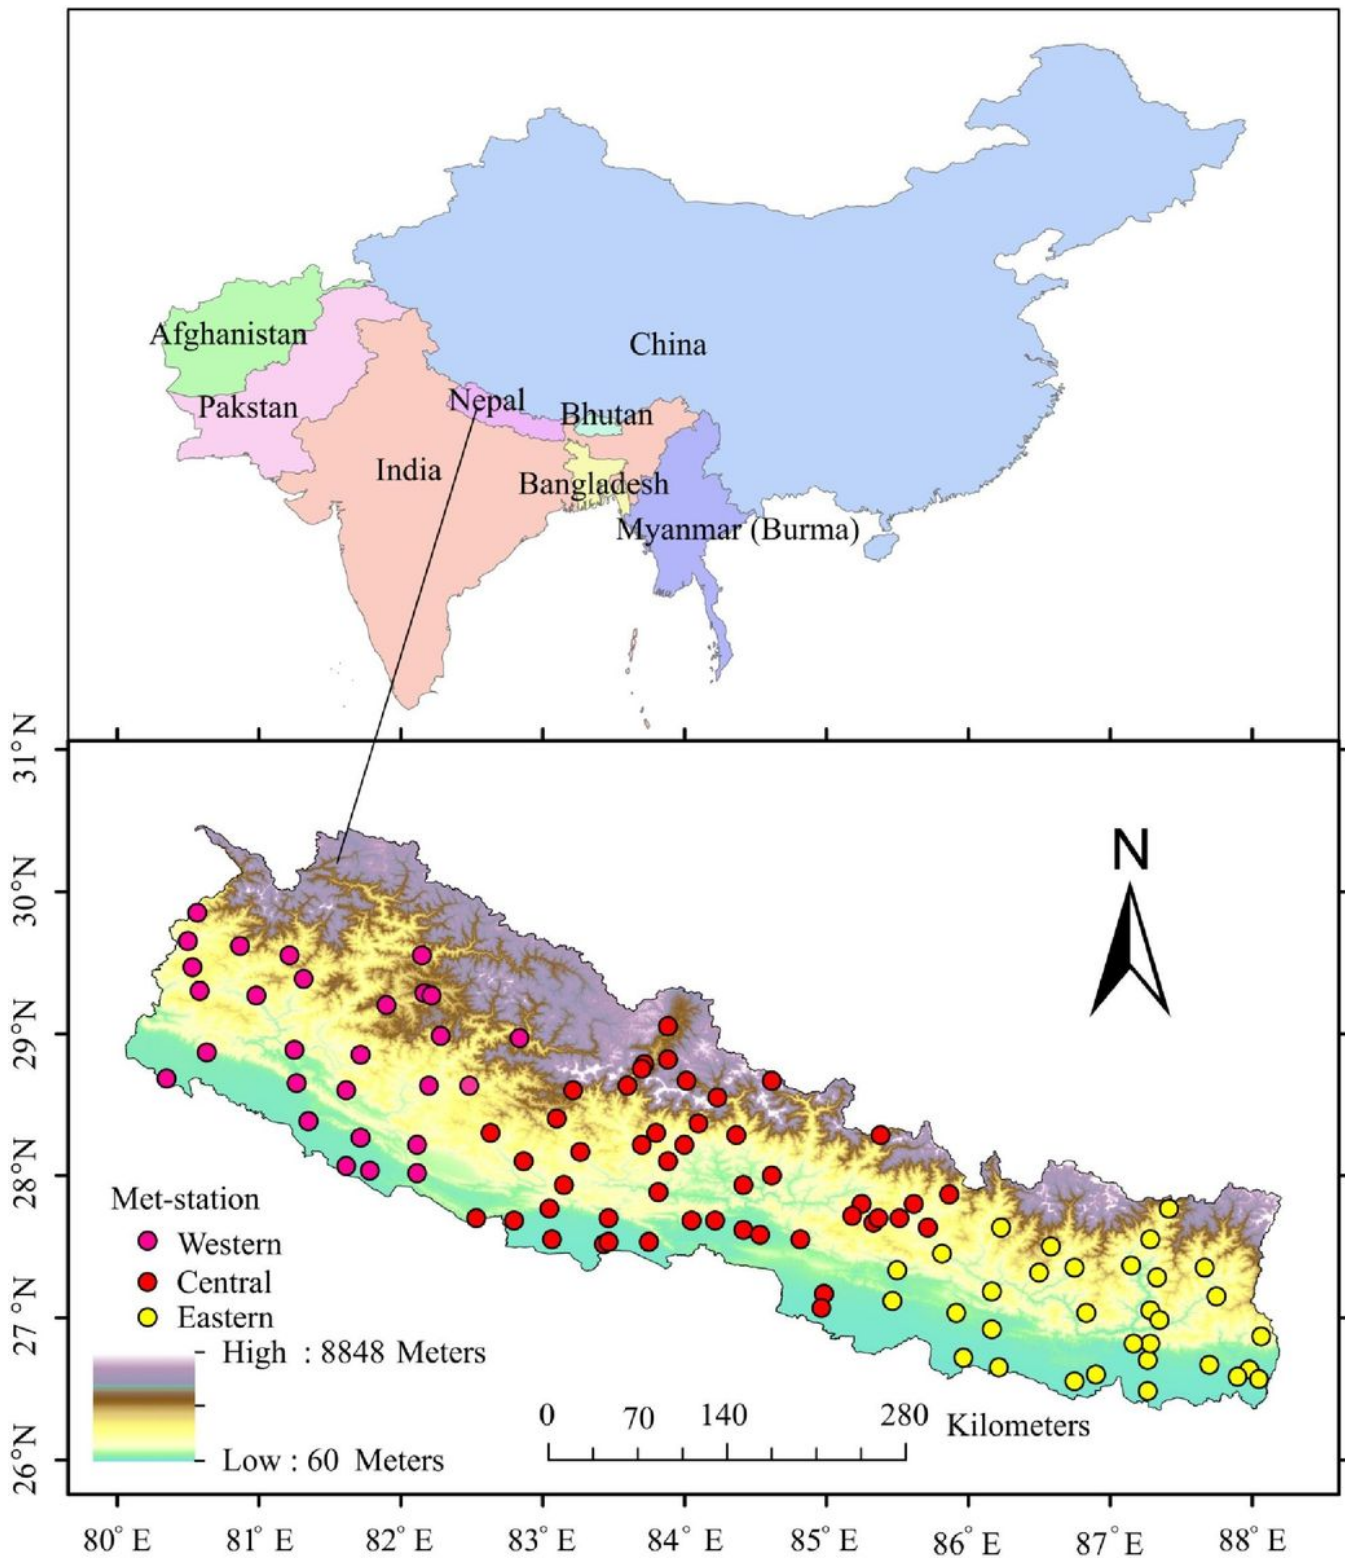 Afghanistan
China
Pakstan
Nepal
Bhutan
India
Bangladesh
Myanmar (Burma)
31°N
N
30°N
29°N
28°N
Met-station
Western
Central
Eastern
27°N
High : 8848 Meters
0 70 140 280 Kilometers
Low : 60 Meters
26°N
80°E 81°E 82°E 83°E 84°E 85°E 86°E 87°E 88°E